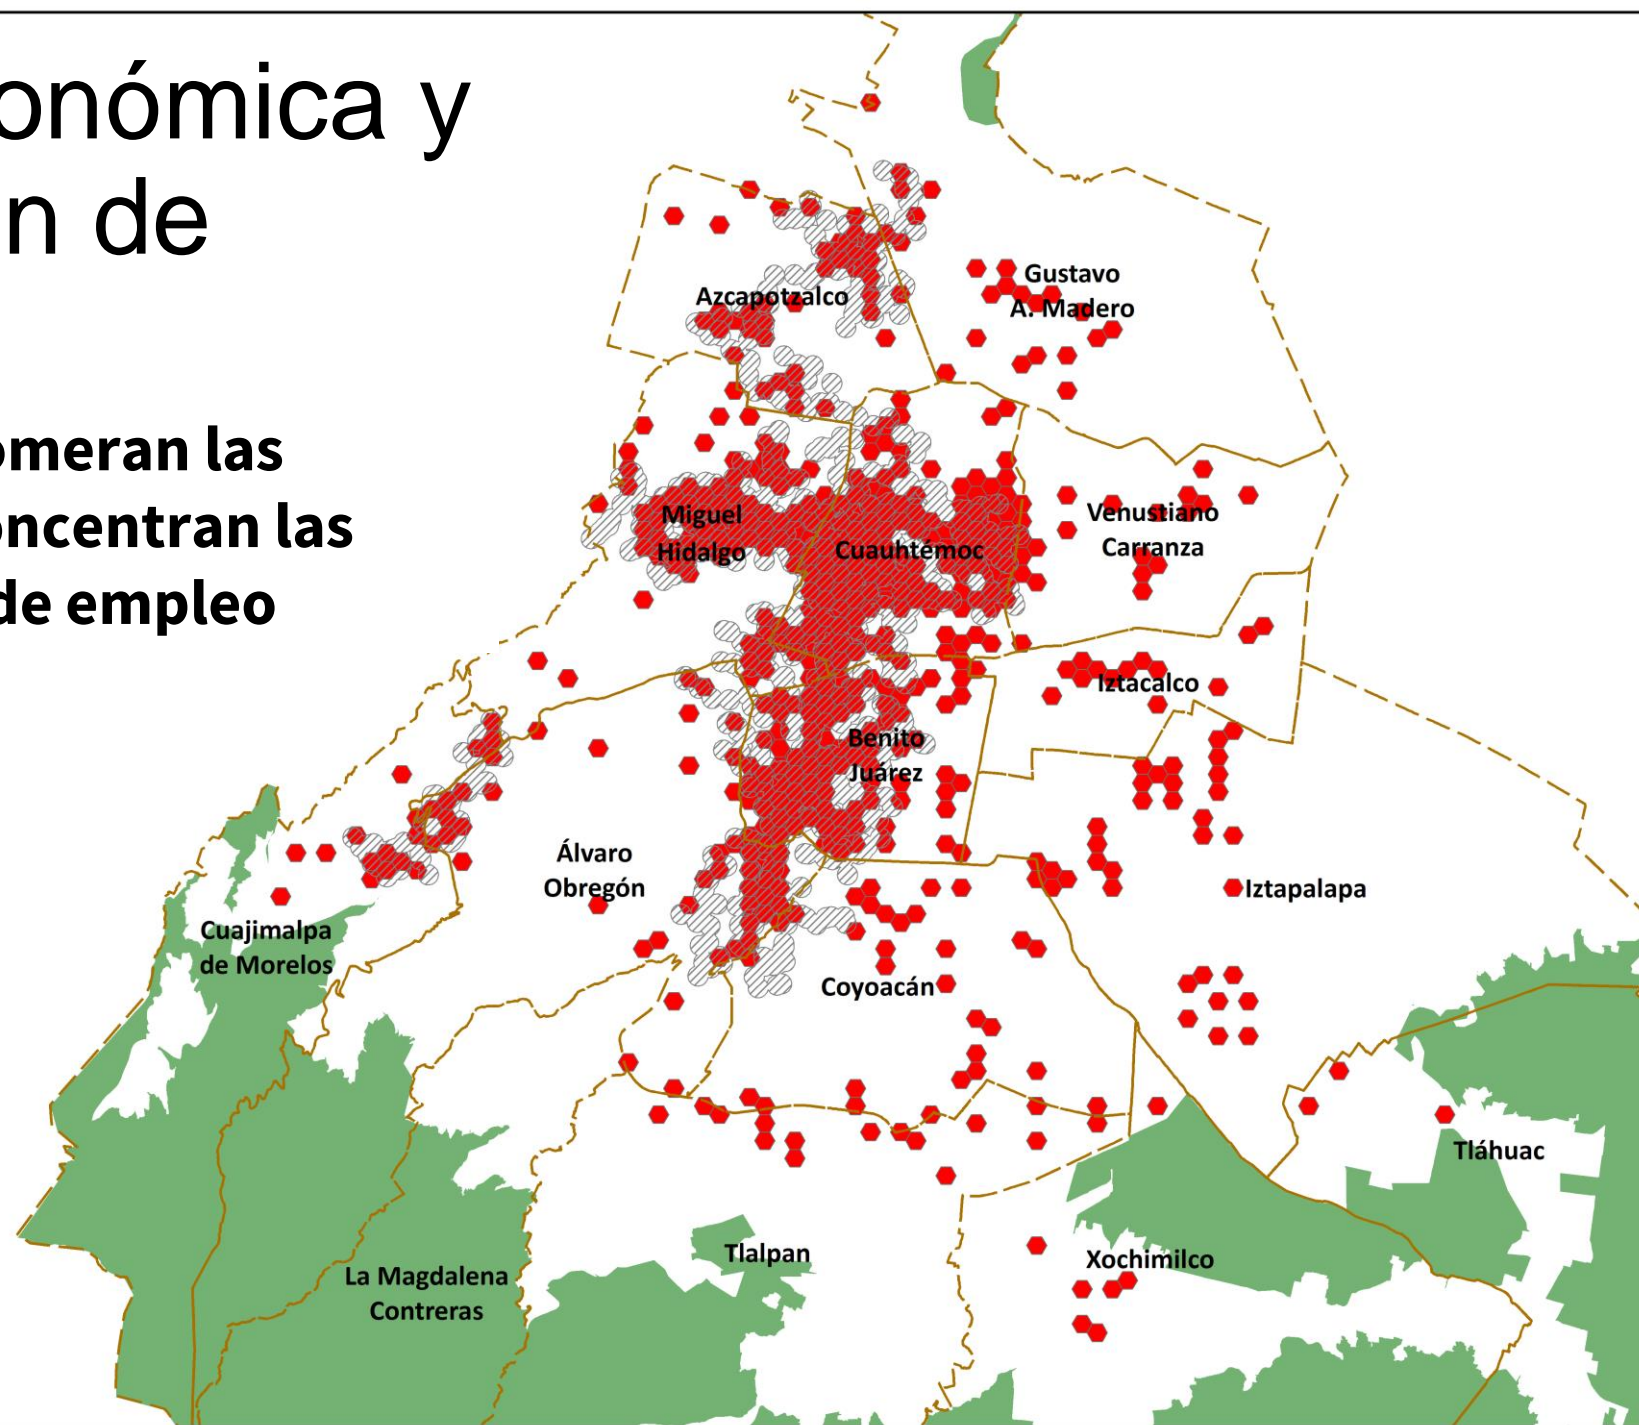 onómica y
n de
omeran las
oncentran las
de empleo
Gustavo
A. Madero
Azcapotzalco
Miguel
Hidalgo
Cuauhtémoc
Venustiano
Carranza
Iztacalco
Benito
Juárez
Álvaro
Obregón
Iztapalapa
Cuajimalpa
de Morelos
Coyoacán
Tláhuac
Tlalpan
Xochimilco
La Magdalena
Contreras